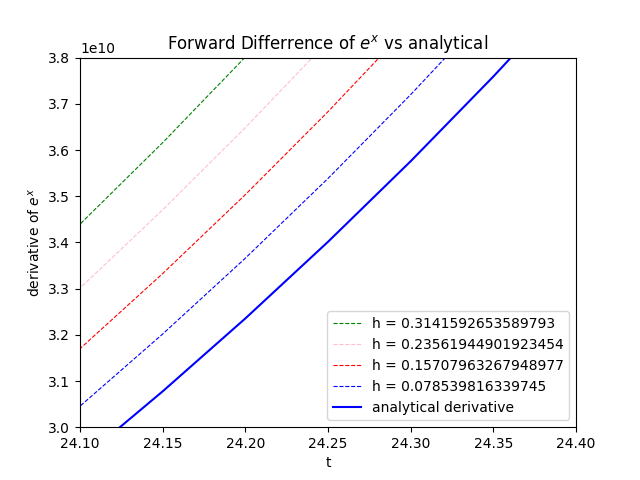 Forward Differrence of e^x vs analytical
1e10
3.8
3.7
3.6
3.5
3.4
3.3
3.2
3.1
3.0
derivative of e^x
h = 0.3141592653589793
h = 0.23561944901923454
h = 0.15707963267948977
h = 0.078539816339745
analytical derivative
24.10 24.15 24.20 24.25 24.30 24.35 24.40
t